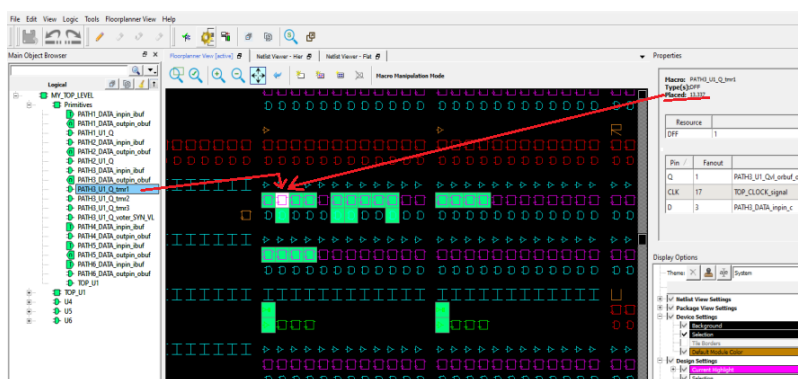 File Edit View Logic Tools Floorplanner View Help
Main Object Browser
Floorplanner View [active]
Netlist Viewer - Hier
Netlist Viewer - Flat
Properties
Macro Manipulation Mode
Logical
MY_TOP_LEVEL
Primitives
PATH1_DATA_inpin_ibuf
PATH1_DATA_outpin_obuf
PATH1_U1_Q
PATH2_DATA_inpin_ibuf
PATH2_DATA_outpin_obuf
PATH2_U1_Q
PATH3_DATA_inpin_ibuf
PATH3_DATA_outpin_obuf
PATH3_U1_Q_tmr1
PATH3_U1_Q_tmr2
PATH3_U1_Q_tmr3
PATH3_U1_Q_voter_SYN_VL
PATH4_DATA_inpin_ibuf
PATH4_DATA_outpin_obuf
PATH5_DATA_inpin_ibuf
PATH5_DATA_outpin_obuf
PATH6_DATA_inpin_ibuf
PATH6_DATA_outpin_obuf
TOP_U1
TOP_U1
U4
U5
U6
Macro: PATH3_U1_Q_tmr1
Type(s):DFF
Placed:
Resource
DFF 1
Pin Fanout
Q 1 PATH3_U1_QVL_orbuf_c
CLK 17 TOP_CLOCK_signal
D 3 PATH3_DATA_inpin_c
Display Options
Theme: System
Netlist View Settings
Package View Settings
Device Settings
Background
Selection
Tile Borders
Default Module Color
Design Settings
Current Highlight
Selection